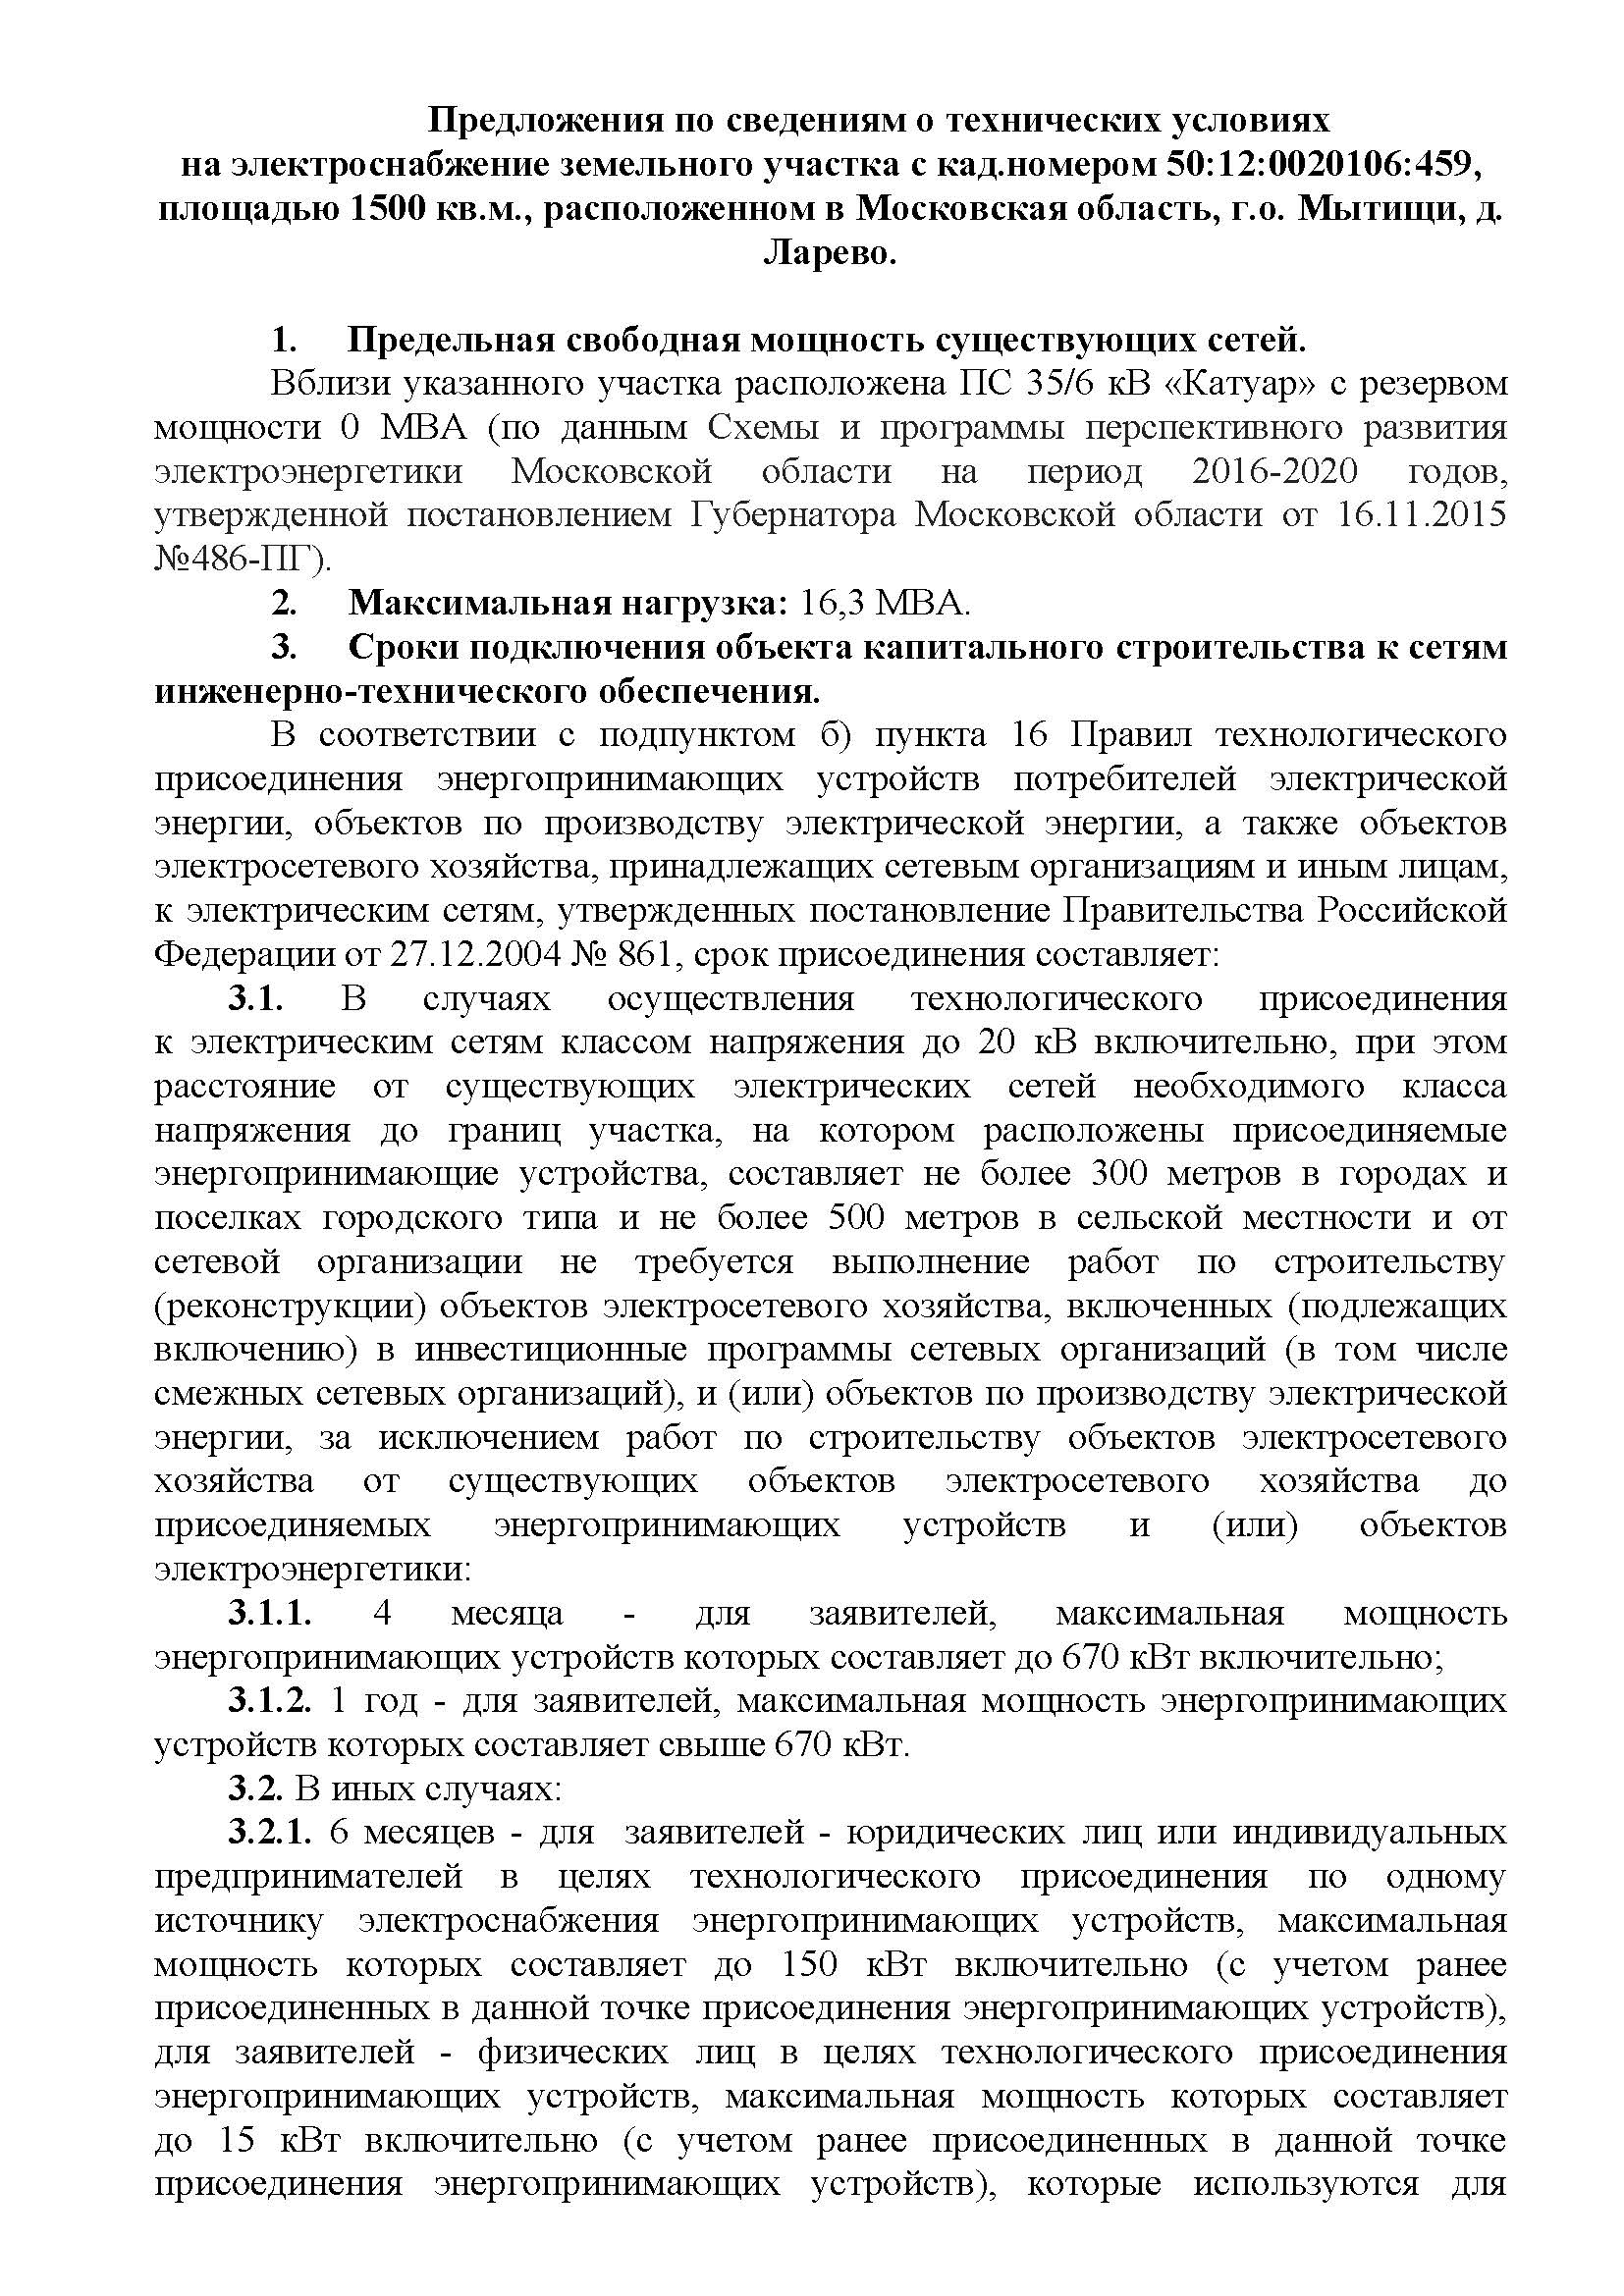 Предложения по сведениям о технических условиях
на электроснабжение земельного участка с кад.номером 50:12:0020106:459,
площадью 1500 кв.м., расположенном в Московская область, г.о. Мытищи, д.
Ларево.
1. Предельная свободная мощность существующих сетей.
Вблизи указанного участка расположена ПС 35/6 кВ «Катуар» с резервом
мощности 0 МВА (по данным Схемы и программы перспективного развития
электроэнергетики Московской области на период 2016-2020 годов,
утвержденной постановлением Губернатора Московской области от 16.11.2015
№486-ПГ).
2. Максимальная нагрузка: 16,3 МВА.
3. Сроки подключения объекта капитального строительства к сетям
инженерно-технического обеспечения.
В соответствии с подпунктом б) пункта 16 Правил технологического
присоединения энергопринимающих устройств потребителей электрической
энергии, объектов по производству электрической энергии, а также объектов
электросетевого хозяйства, принадлежащих сетевым организациям и иным лицам,
к электрическим сетям, утвержденных постановление Правительства Российской
Федерации от 27.12.2004 № 861, срок присоединения составляет:
3.1. В случаях осуществления технологического присоединения
к электрическим сетям классом напряжения до 20 кВ включительно, при этом
расстояние от существующих электрических сетей необходимого класса
напряжения до границ участка, на котором расположены присоединяемые
энергопринимающие устройства, составляет не более 300 метров в городах и
поселках городского типа и не более 500 метров в сельской местности и от
сетевой организации не требуется выполнение работ по строительству
(реконструкции) объектов электросетевого хозяйства, включенных (подлежащих
включению) в инвестиционные программы сетевых организаций (в том числе
смежных сетевых организаций), и (или) объектов по производству электрической
энергии, за исключением работ по строительству объектов электросетевого
хозяйства от существующих объектов электросетевого хозяйства до
присоединяемых энергопринимающих устройств и (или) объектов
электроэнергетики:
3.1.1. 4 месяца - для заявителей, максимальная мощность
энергопринимающих устройств которых составляет до 670 кВт включительно;
3.1.2. 1 год - для заявителей, максимальная мощность энергопринимающих
устройств которых составляет свыше 670 кВт.
3.2. В иных случаях:
3.2.1. 6 месяцев - для заявителей - юридических лиц или индивидуальных
предпринимателей в целях технологического присоединения по одному
источнику электроснабжения энергопринимающих устройств, максимальная
мощность которых составляет до 150 кВт включительно (с учетом ранее
присоединенных в данной точке присоединения энергопринимающих устройств),
для заявителей - физических лиц в целях технологического присоединения
энергопринимающих устройств, максимальная мощность которых составляет
до 15 кВт включительно (с учетом ранее присоединенных в данной точке
присоединения энергопринимающих устройств), которые используются для